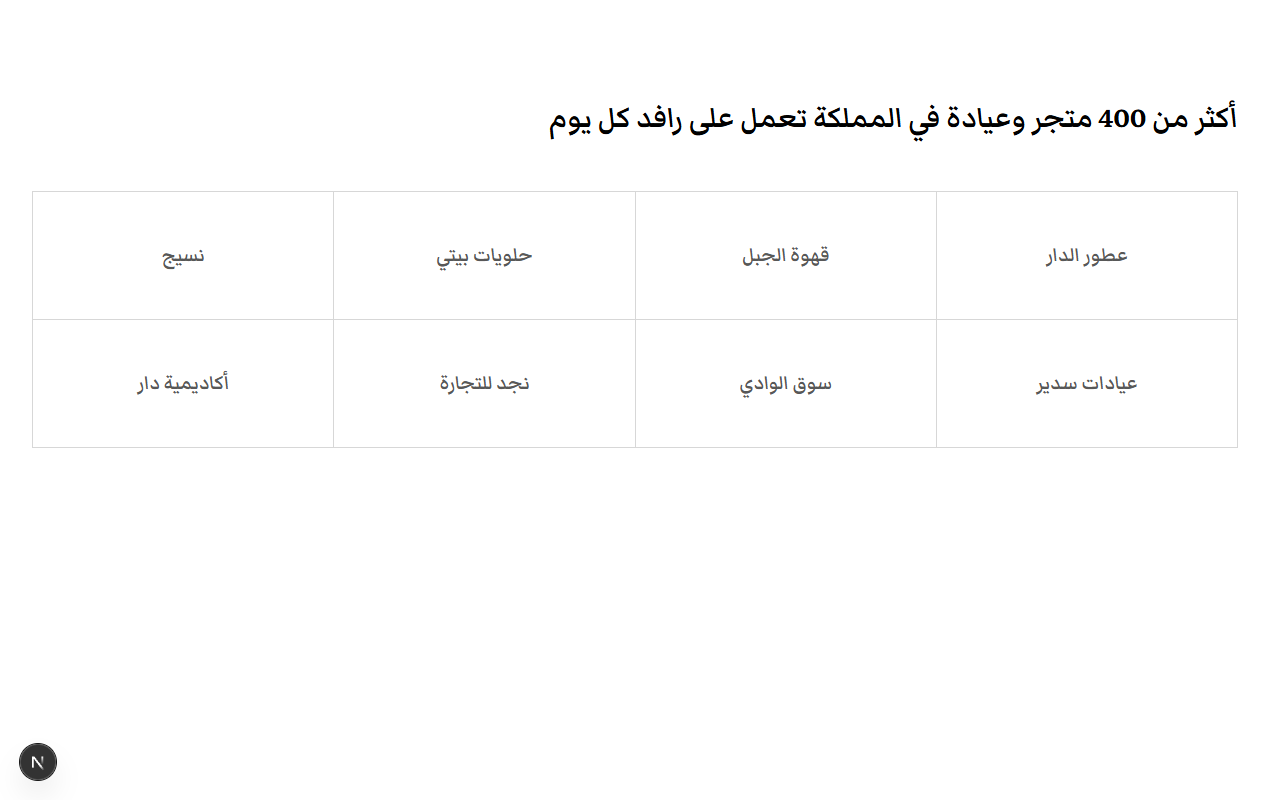 أكثر من 400 متجر وعيادة في المملكة تعمل على رافد كل يوم
عطور الدار
قهوة الجبل
حلويات بيتي
نسيج
عيادات سدير
سوق الوادي
نجد للتجارة
أكاديمية دار
N